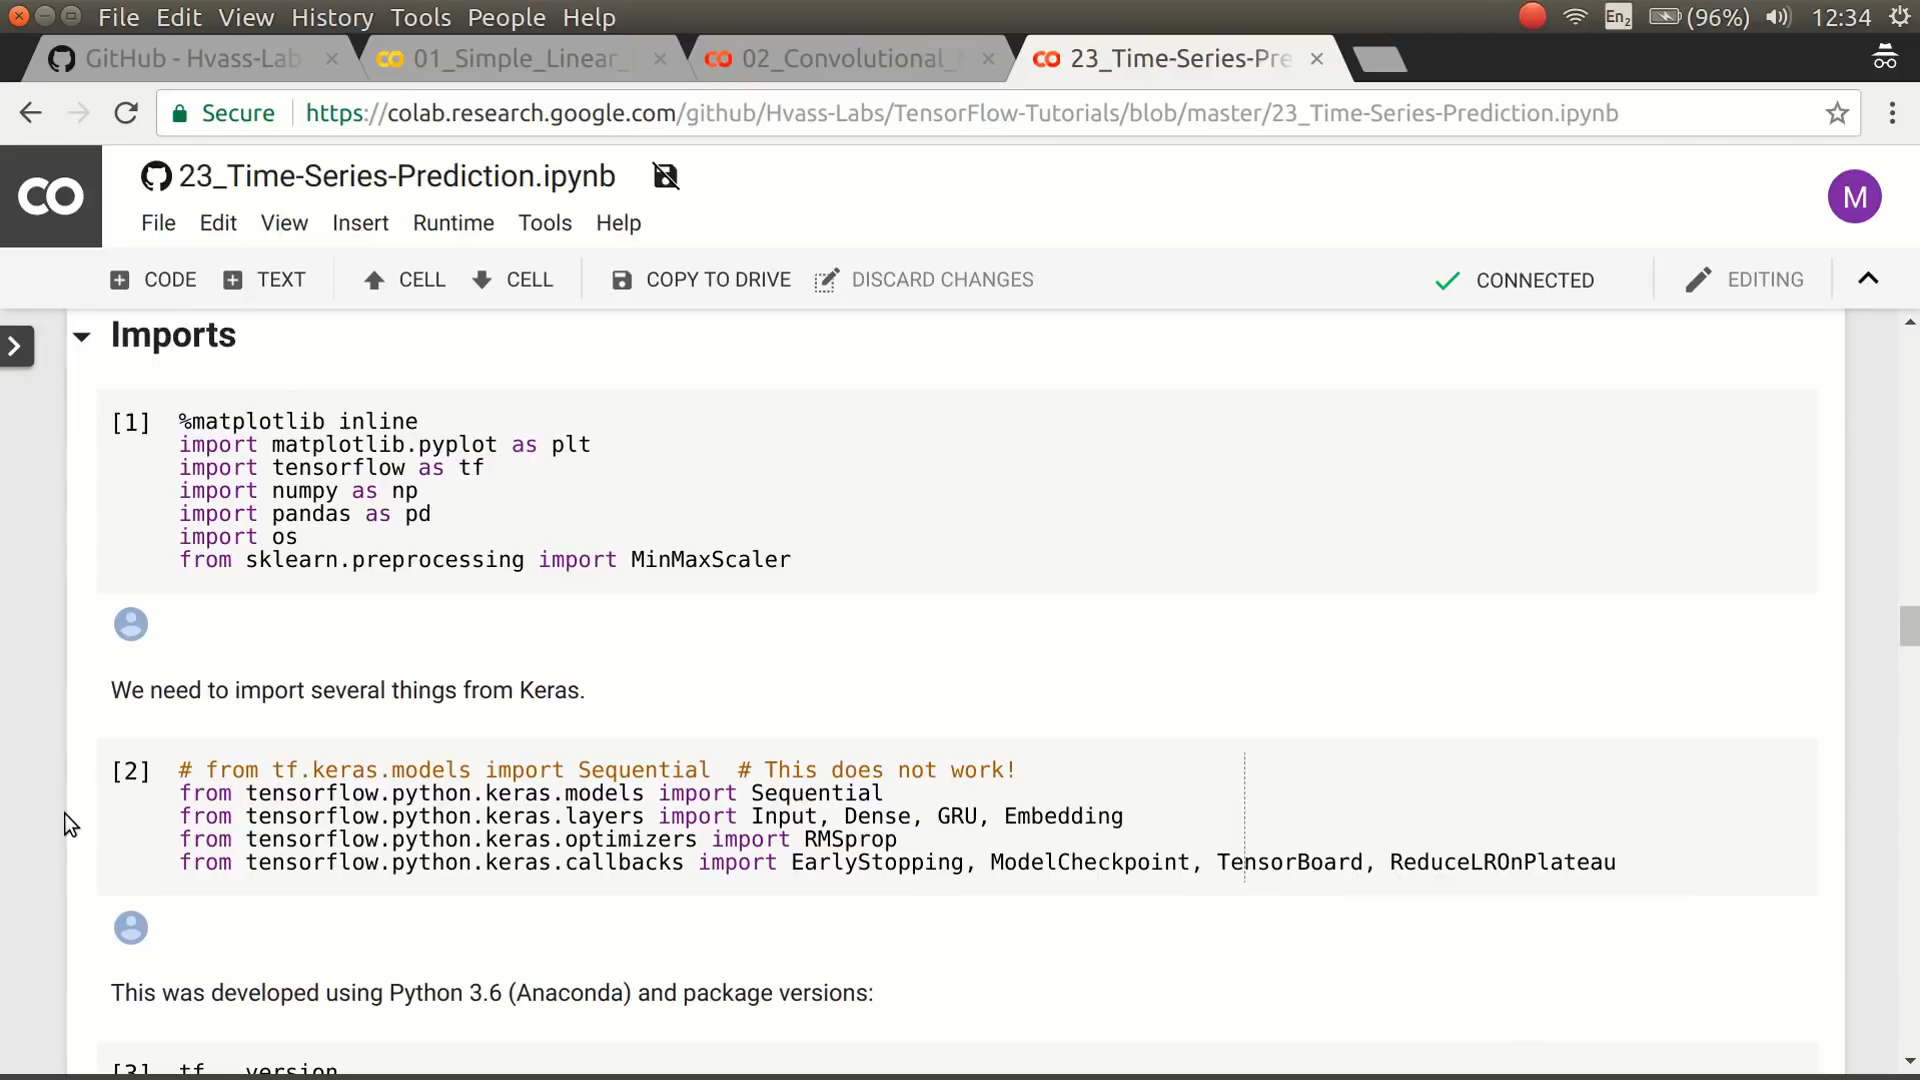 File Edit View History Tools People Help
En2 (96%) 12:34
GitHub - Hvass-Lab
01_Simple_Linear_
02_Convolutional_
23_Time-Series-Pre
Secure https://colab.research.google.com/github/Hvass-Labs/TensorFlow-Tutorials/blob/master/23_Time-Series-Prediction.ipynb
CO
23_Time-Series-Prediction.ipynb
M
File Edit View Insert Runtime Tools Help
CODE TEXT CELL CELL COPY TO DRIVE DISCARD CHANGES CONNECTED EDITING
Imports
[1] %matplotlib inline
import matplotlib.pyplot as plt
import tensorflow as tf
import numpy as np
import pandas as pd
import os
from sklearn.preprocessing import MinMaxScaler
We need to import several things from Keras.
[2] # from tf.keras.models import Sequential  # This does not work!
from tensorflow.python.keras.models import Sequential
from tensorflow.python.keras.layers import Input, Dense, GRU, Embedding
from tensorflow.python.keras.optimizers import RMSprop
from tensorflow.python.keras.callbacks import EarlyStopping, ModelCheckpoint, TensorBoard, ReduceLROnPlateau
This was developed using Python 3.6 (Anaconda) and package versions:
[3] tf.__version__